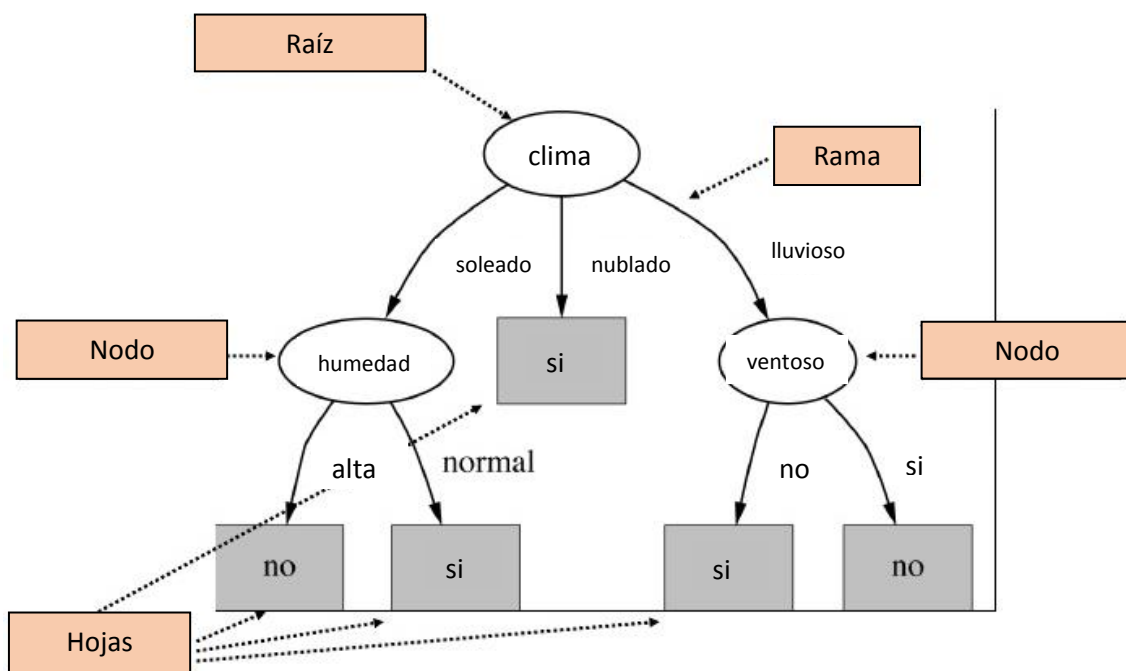 Raíz
clima
Rama
soleado
nublado
lluvioso
Nodo
humedad
si
ventoso
Nodo
alta
normal
no
si
no
si
si
no
Hojas